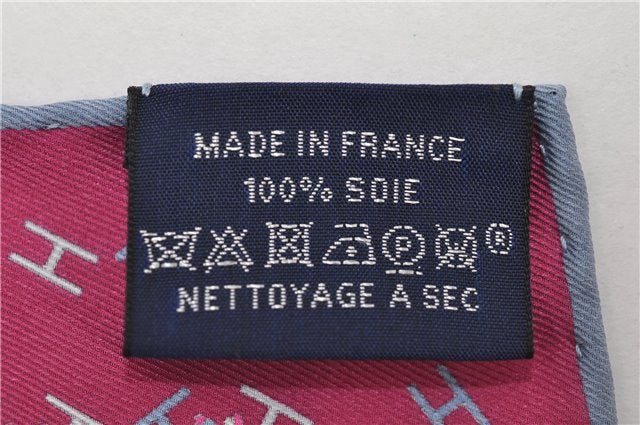 MADE IN FRANCE
100% SOIE
P W ®
NETTOYAGE A SEC
H
H H H